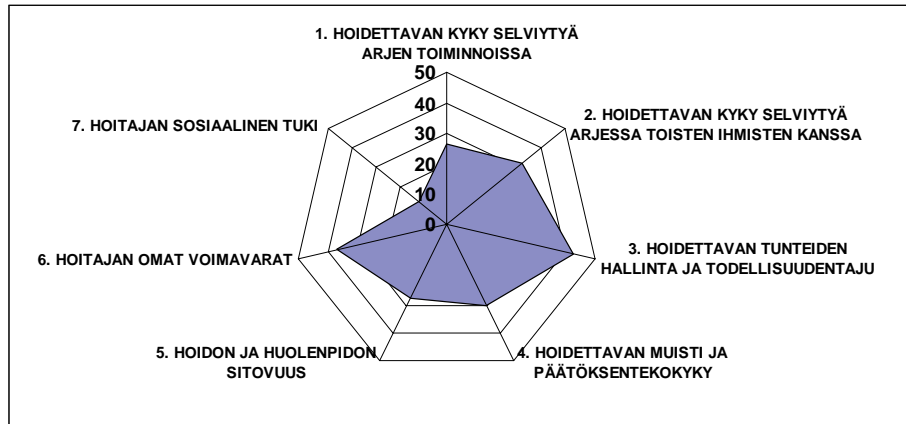 1. HOIDETTAVAN KYKY SELVIYTYÄ
ARJEN TOIMINNOISSA
2. HOIDETTAVAN KYKY SELVIYTYÄ
ARJESSA TOISTEN IHMISTEN KANSSA
3. HOIDETTAVAN TUNTEIDEN
HALLINTA JA TODELLISUUDENTAJU
4. HOIDETTAVAN MUISTI JA
PÄÄTÖKSENTEKOKYKY
5. HOIDON JA HUOLENPIDON
SITOVUUS
6. HOITAJAN OMAT VOIMAVARAT
7. HOITAJAN SOSIAALINEN TUKI
50
40
30
20
10
0